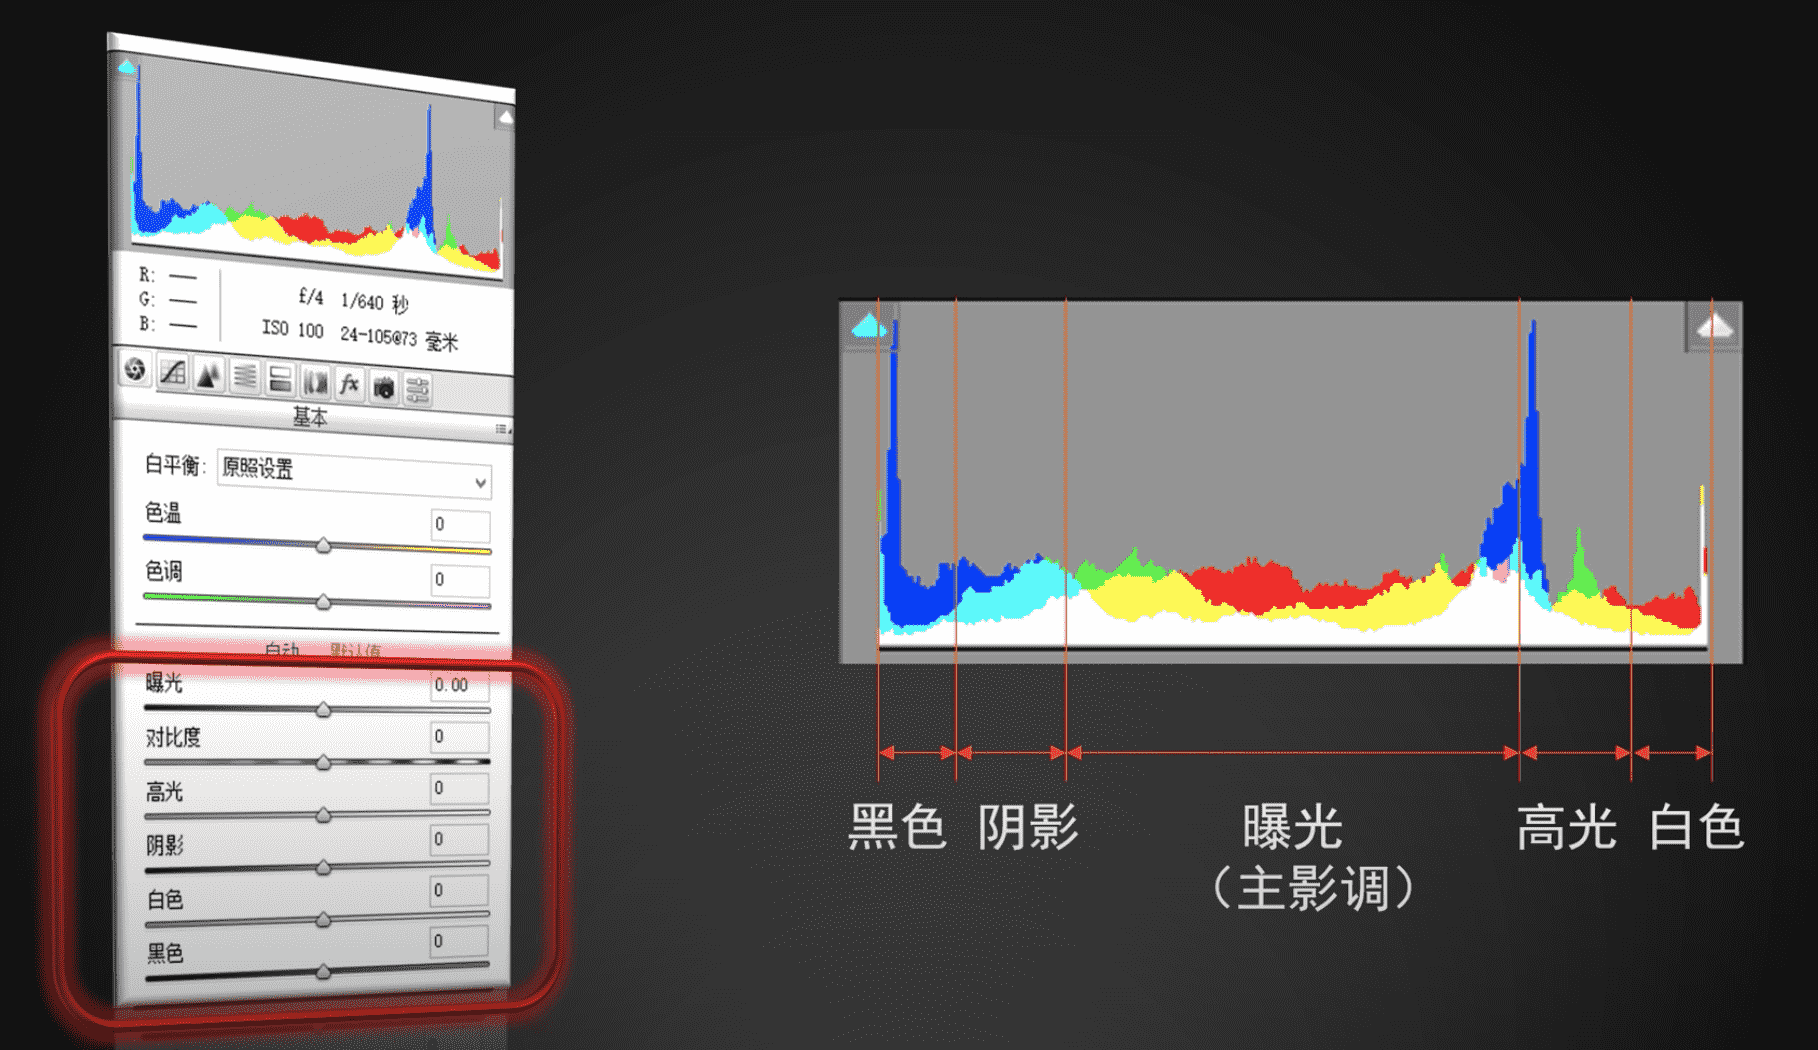 R: —
G: —
B: —
f/4 1/640 秒
ISO 100 24-105@73 毫米
fx
基本
白平衡: 原照设置
色温 0
色调 0
自动 默认值
曝光 0.00
对比度 0
高光 0
阴影 0
白色 0
黑色 0
黑色 阴影 曝光 高光 白色
（主影调）